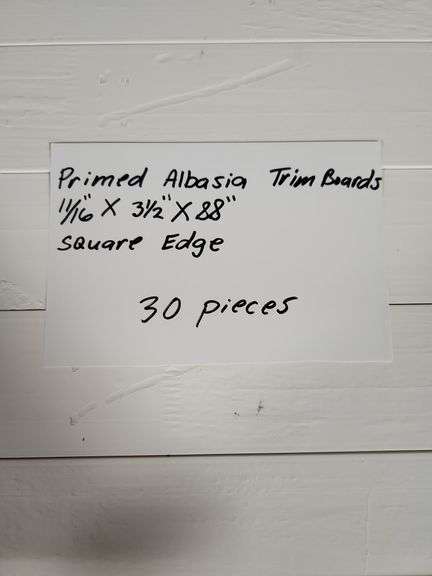 Primed Albasia Trim Boards
11/16" X 3 1/2" X 88"
Square Edge
30 pieces